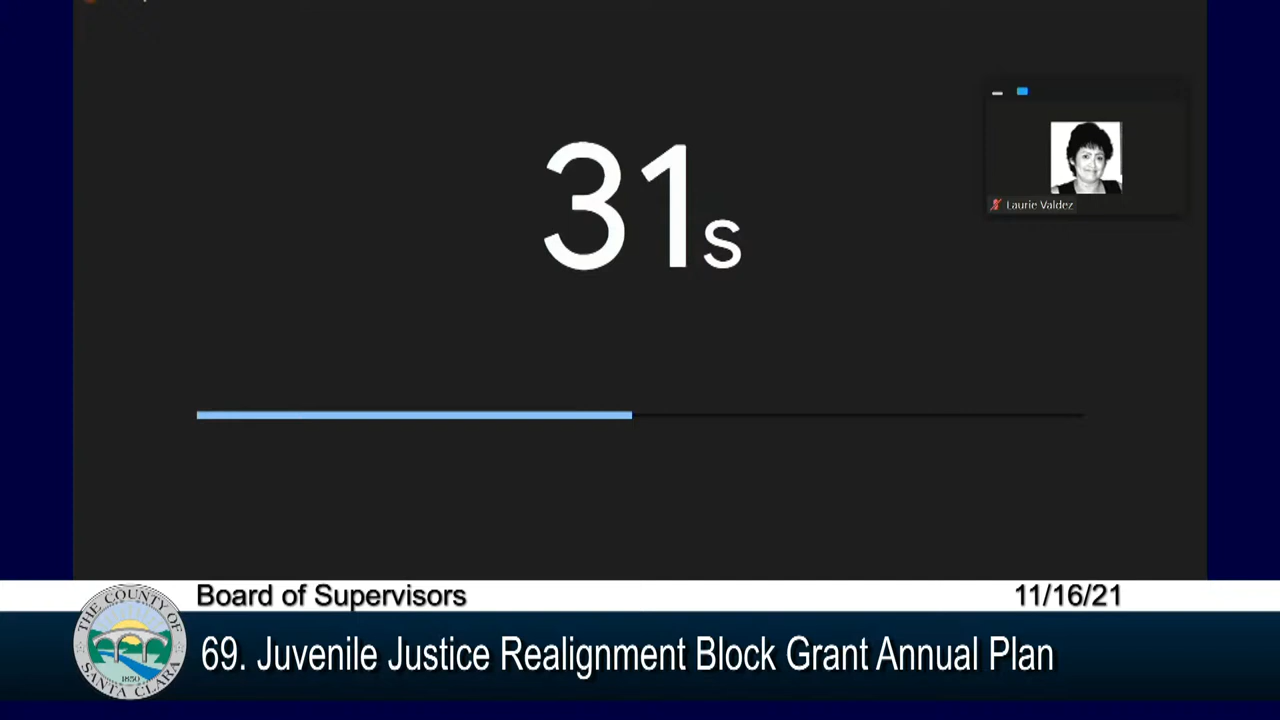 31s
Laurie Valdez
Board of Supervisors
11/16/21
THE COUNTY OF
SANTA CLARA
1850
69. Juvenile Justice Realignment Block Grant Annual Plan